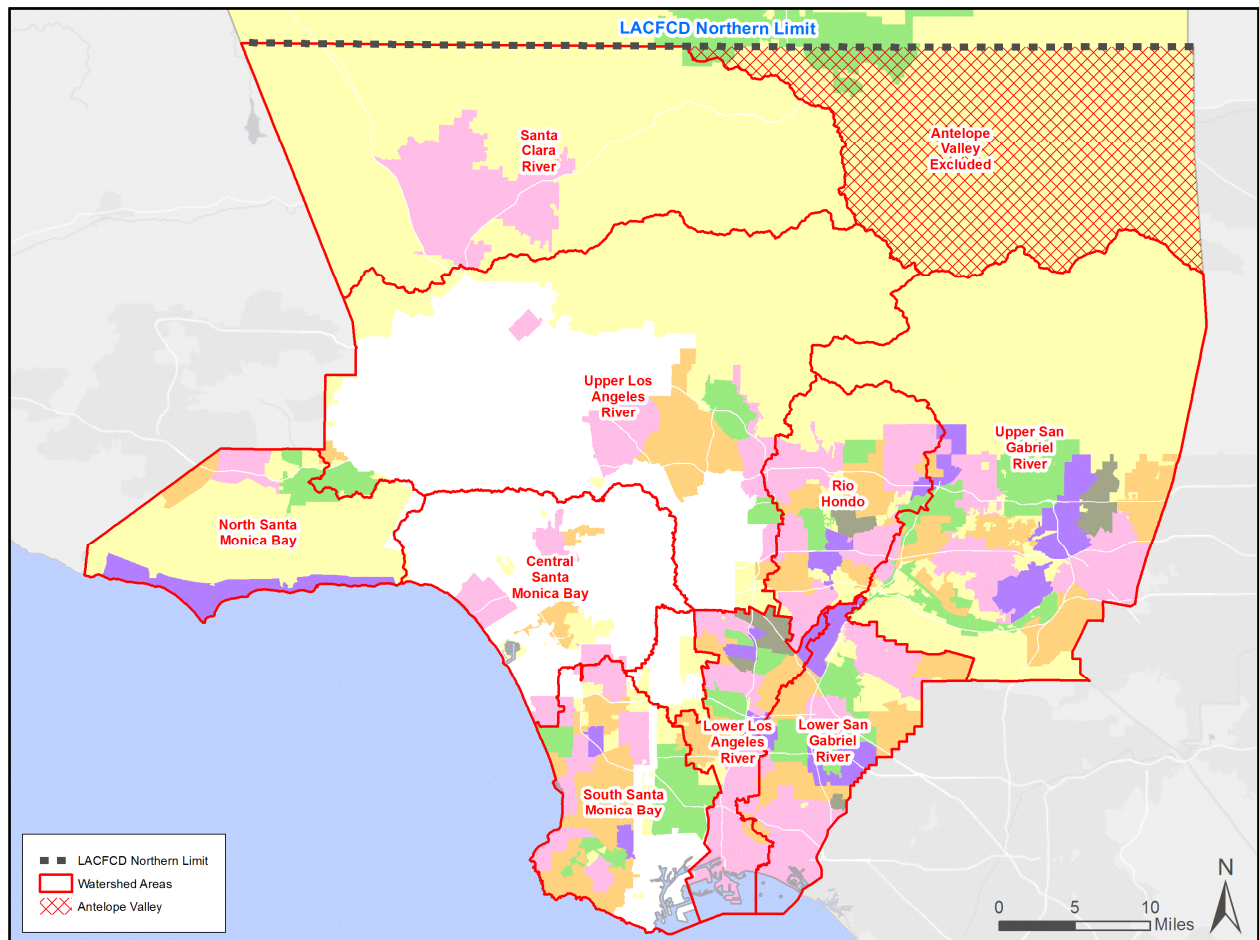 LACFCD Northern Limit
Santa
Clara
River
Antelope
Valley
Excluded
Upper Los
Angeles
River
Upper San
Gabriel
River
Rio
Hondo
North Santa
Monica Bay
Central
Santa
Monica Bay
Lower Los
Angeles
River
Lower San
Gabriel
River
South Santa
Monica Bay
LACFCD Northern Limit
Watershed Areas
Antelope Valley
N
0 5 10
Miles